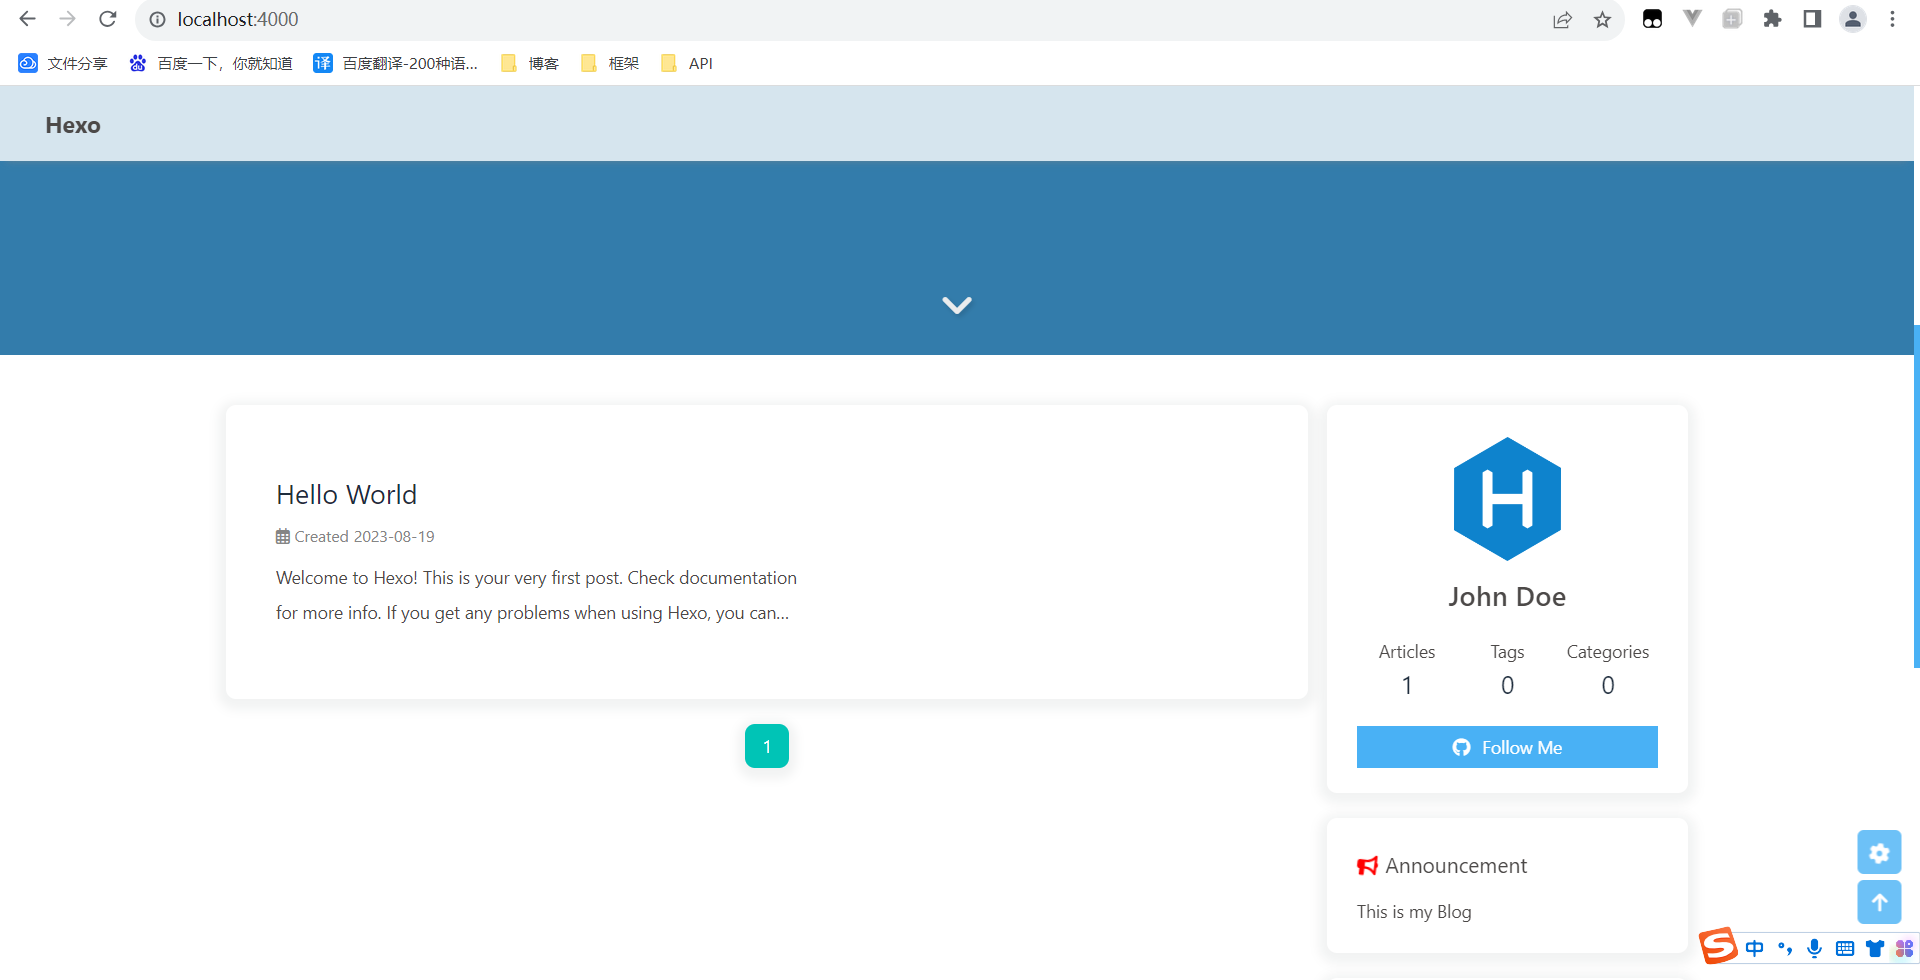 localhost:4000
文件分享
百度一下，你就知道
译 百度翻译-200种语...
博客
框架
API
Hexo
Hello World
Created 2023-08-19
Welcome to Hexo! This is your very first post. Check documentation
for more info. If you get any problems when using Hexo, you can...
1
H
John Doe
Articles Tags Categories
1 0 0
Follow Me
Announcement
This is my Blog
S 中